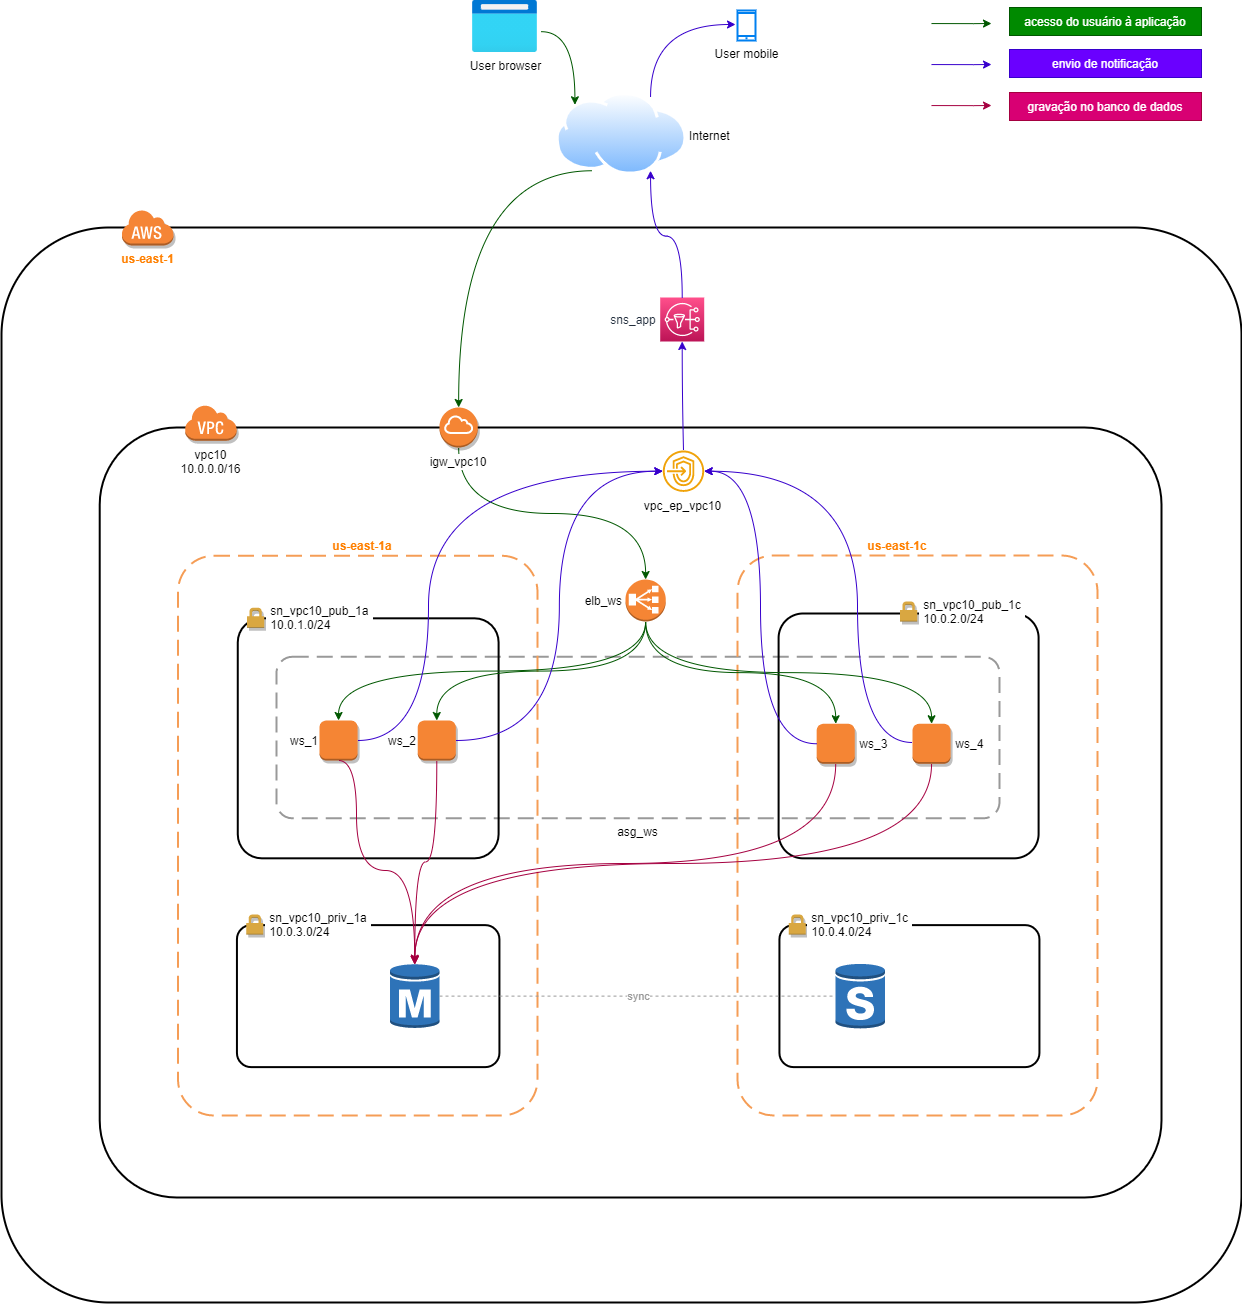 acesso do usuário à aplicação
User mobile
User browser
envio de notificação
gravação no banco de dados
Internet
AWS
us-east-1
sns_app
VPC
vpc10
10.0.0.0/16
igw_vpc10
vpc_ep_vpc10
us-east-1a
us-east-1c
elb_ws
sn_vpc10_pub_1a
10.0.1.0/24
sn_vpc10_pub_1c
10.0.2.0/24
ws_1
ws_2
ws_3
ws_4
asg_ws
sn_vpc10_priv_1a
10.0.3.0/24
sn_vpc10_priv_1c
10.0.4.0/24
M
sync
S